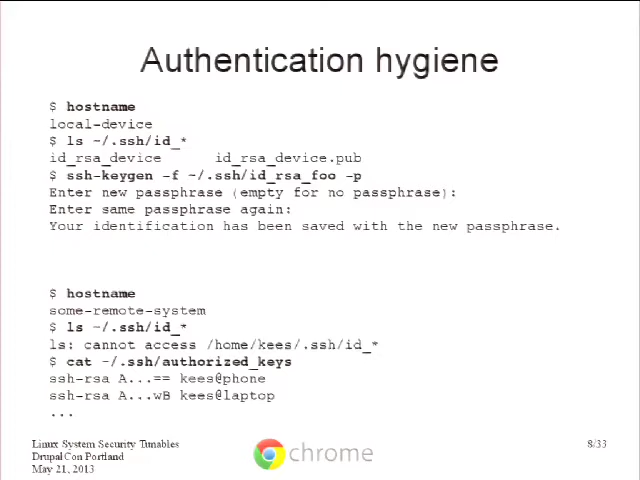 Authentication hygiene
$ hostname
local-device
$ ls ~/.ssh/id_*
id_rsa_device id_rsa_device.pub
$ ssh-keygen -f ~/.ssh/id_rsa_foo -p
Enter new passphrase (empty for no passphrase):
Enter same passphrase again:
Your identification has been saved with the new passphrase.
$ hostname
some-remote-system
$ ls ~/.ssh/id_*
ls: cannot access /home/kees/.ssh/id_*
$ cat ~/.ssh/authorized_keys
ssh-rsa A...== kees@phone
ssh-rsa A...wB kees@laptop
...
Linux System Security Tunables
DrupalCon Portland
May 21, 2013
chrome
8/33